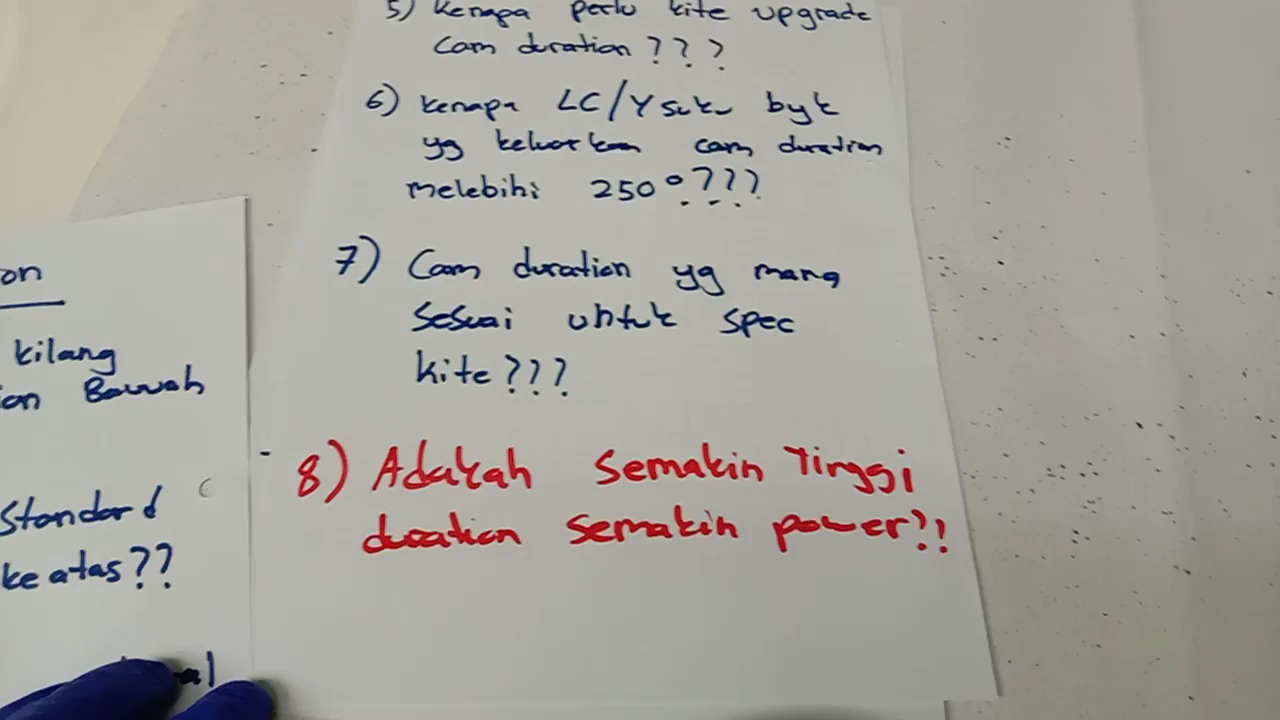 5) Kenapa perlu kite upgrade
Cam duration ???
6) Kenapa LC/Y Suku byk
yg keluarkan cam duration
melebihi 250°???
7) Cam duration yg mana
Sesuai untuk spec
kite???
8) Adakah Semakin Tinggi
duration Semakin power?!
on
kilang
on Bawah
Standard
keatas??
al